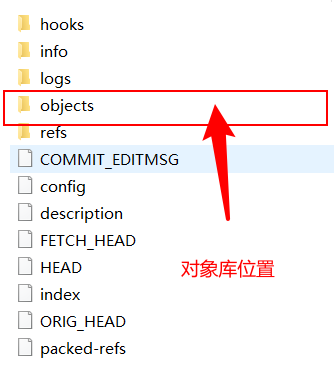 hooks
info
logs
objects
refs
COMMIT_EDITMSG
config
description
FETCH_HEAD
HEAD
对象库位置
index
ORIG_HEAD
packed-refs